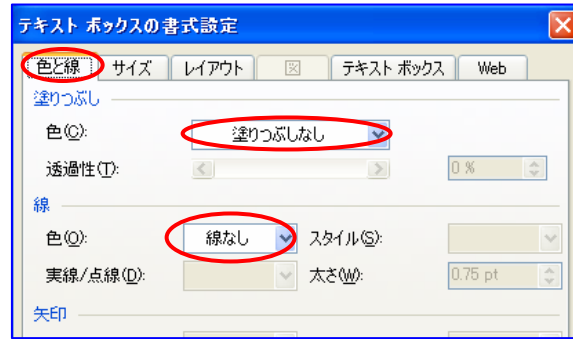 テキスト ボックスの書式設定
色と線 サイズ レイアウト 図 テキスト ボックス Web
塗りつぶし
色(C): 塗りつぶしなし
透過性(T): 0 %
線
色(O): 線なし スタイル(S):
実線/点線(D): 太さ(W): 0.75 pt
矢印